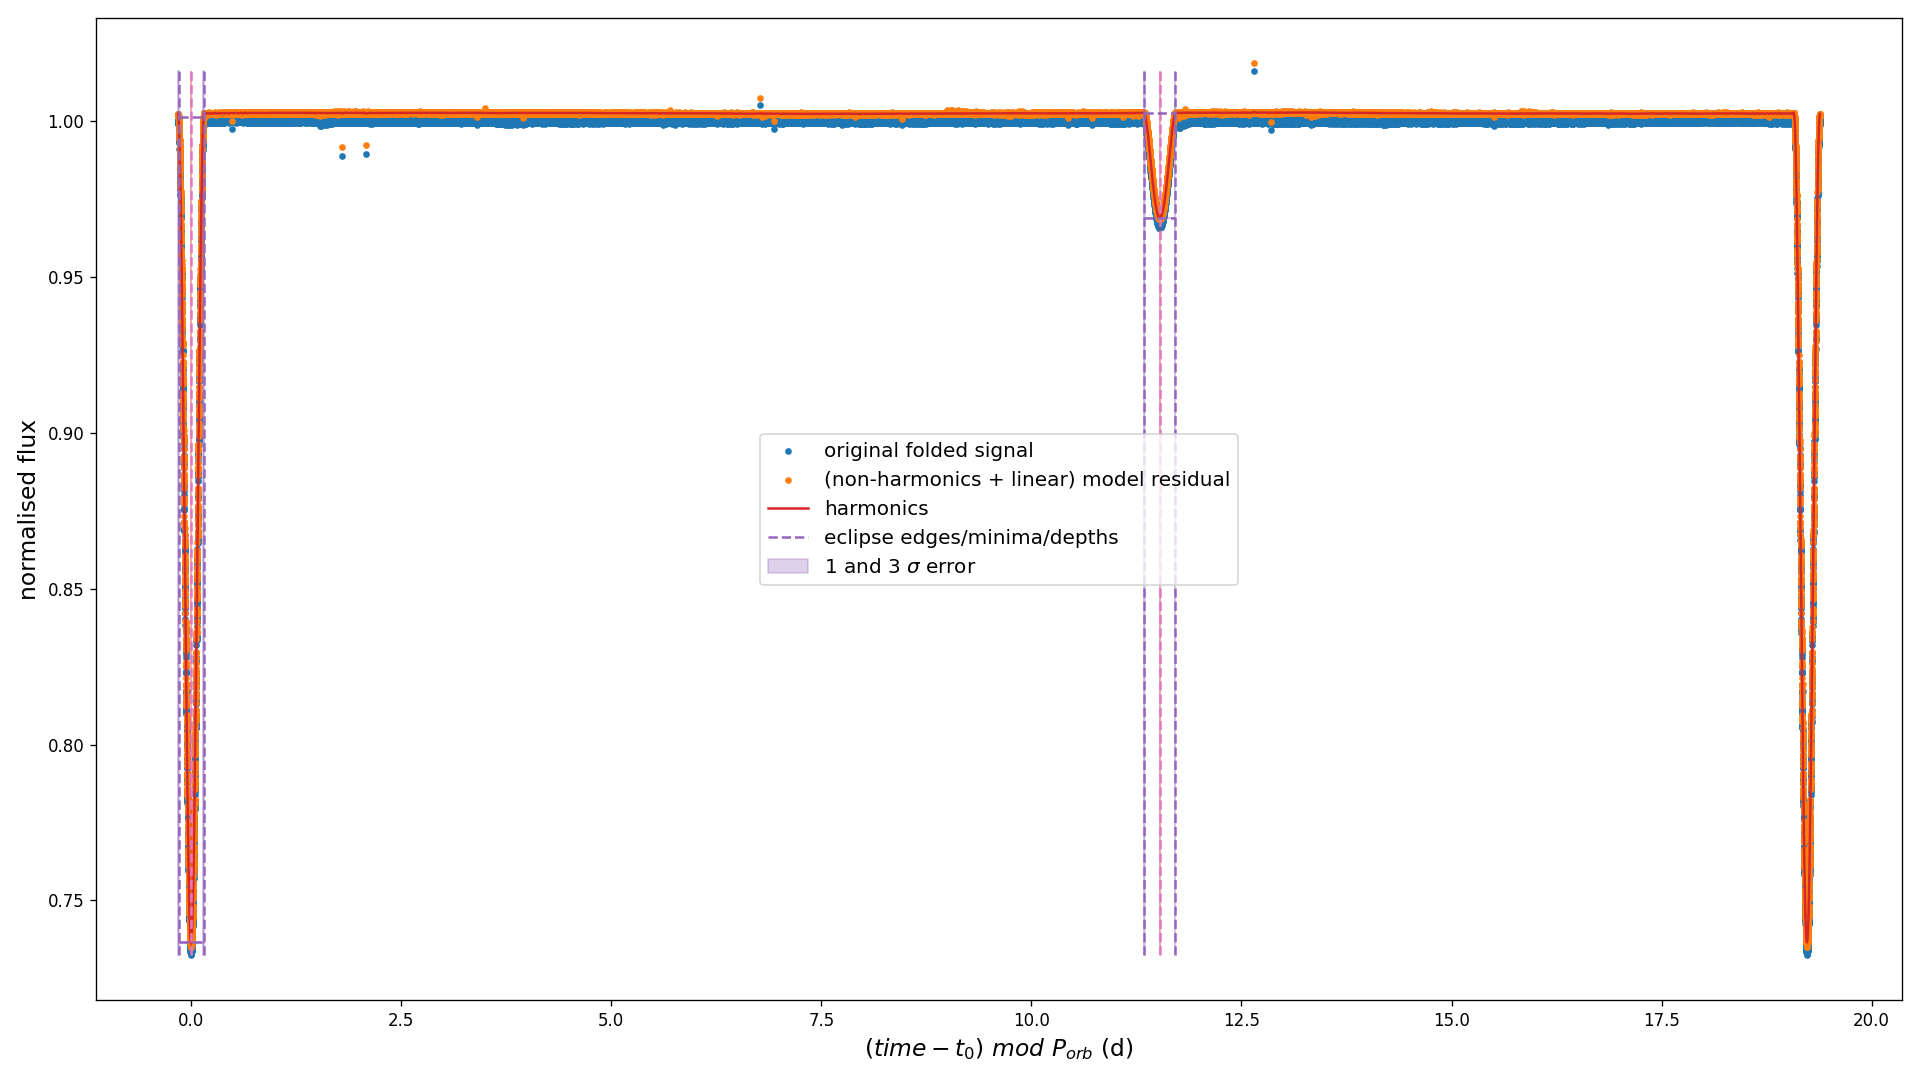 normalised flux
1.00
0.95
0.90
0.85
0.80
0.75
original folded signal
(non-harmonics + linear) model residual
harmonics
eclipse edges/minima/depths
1 and 3 σ error
0.0 2.5 5.0 7.5 10.0 12.5 15.0 17.5 20.0
(time − t₀) mod Pₒᵣb (d)